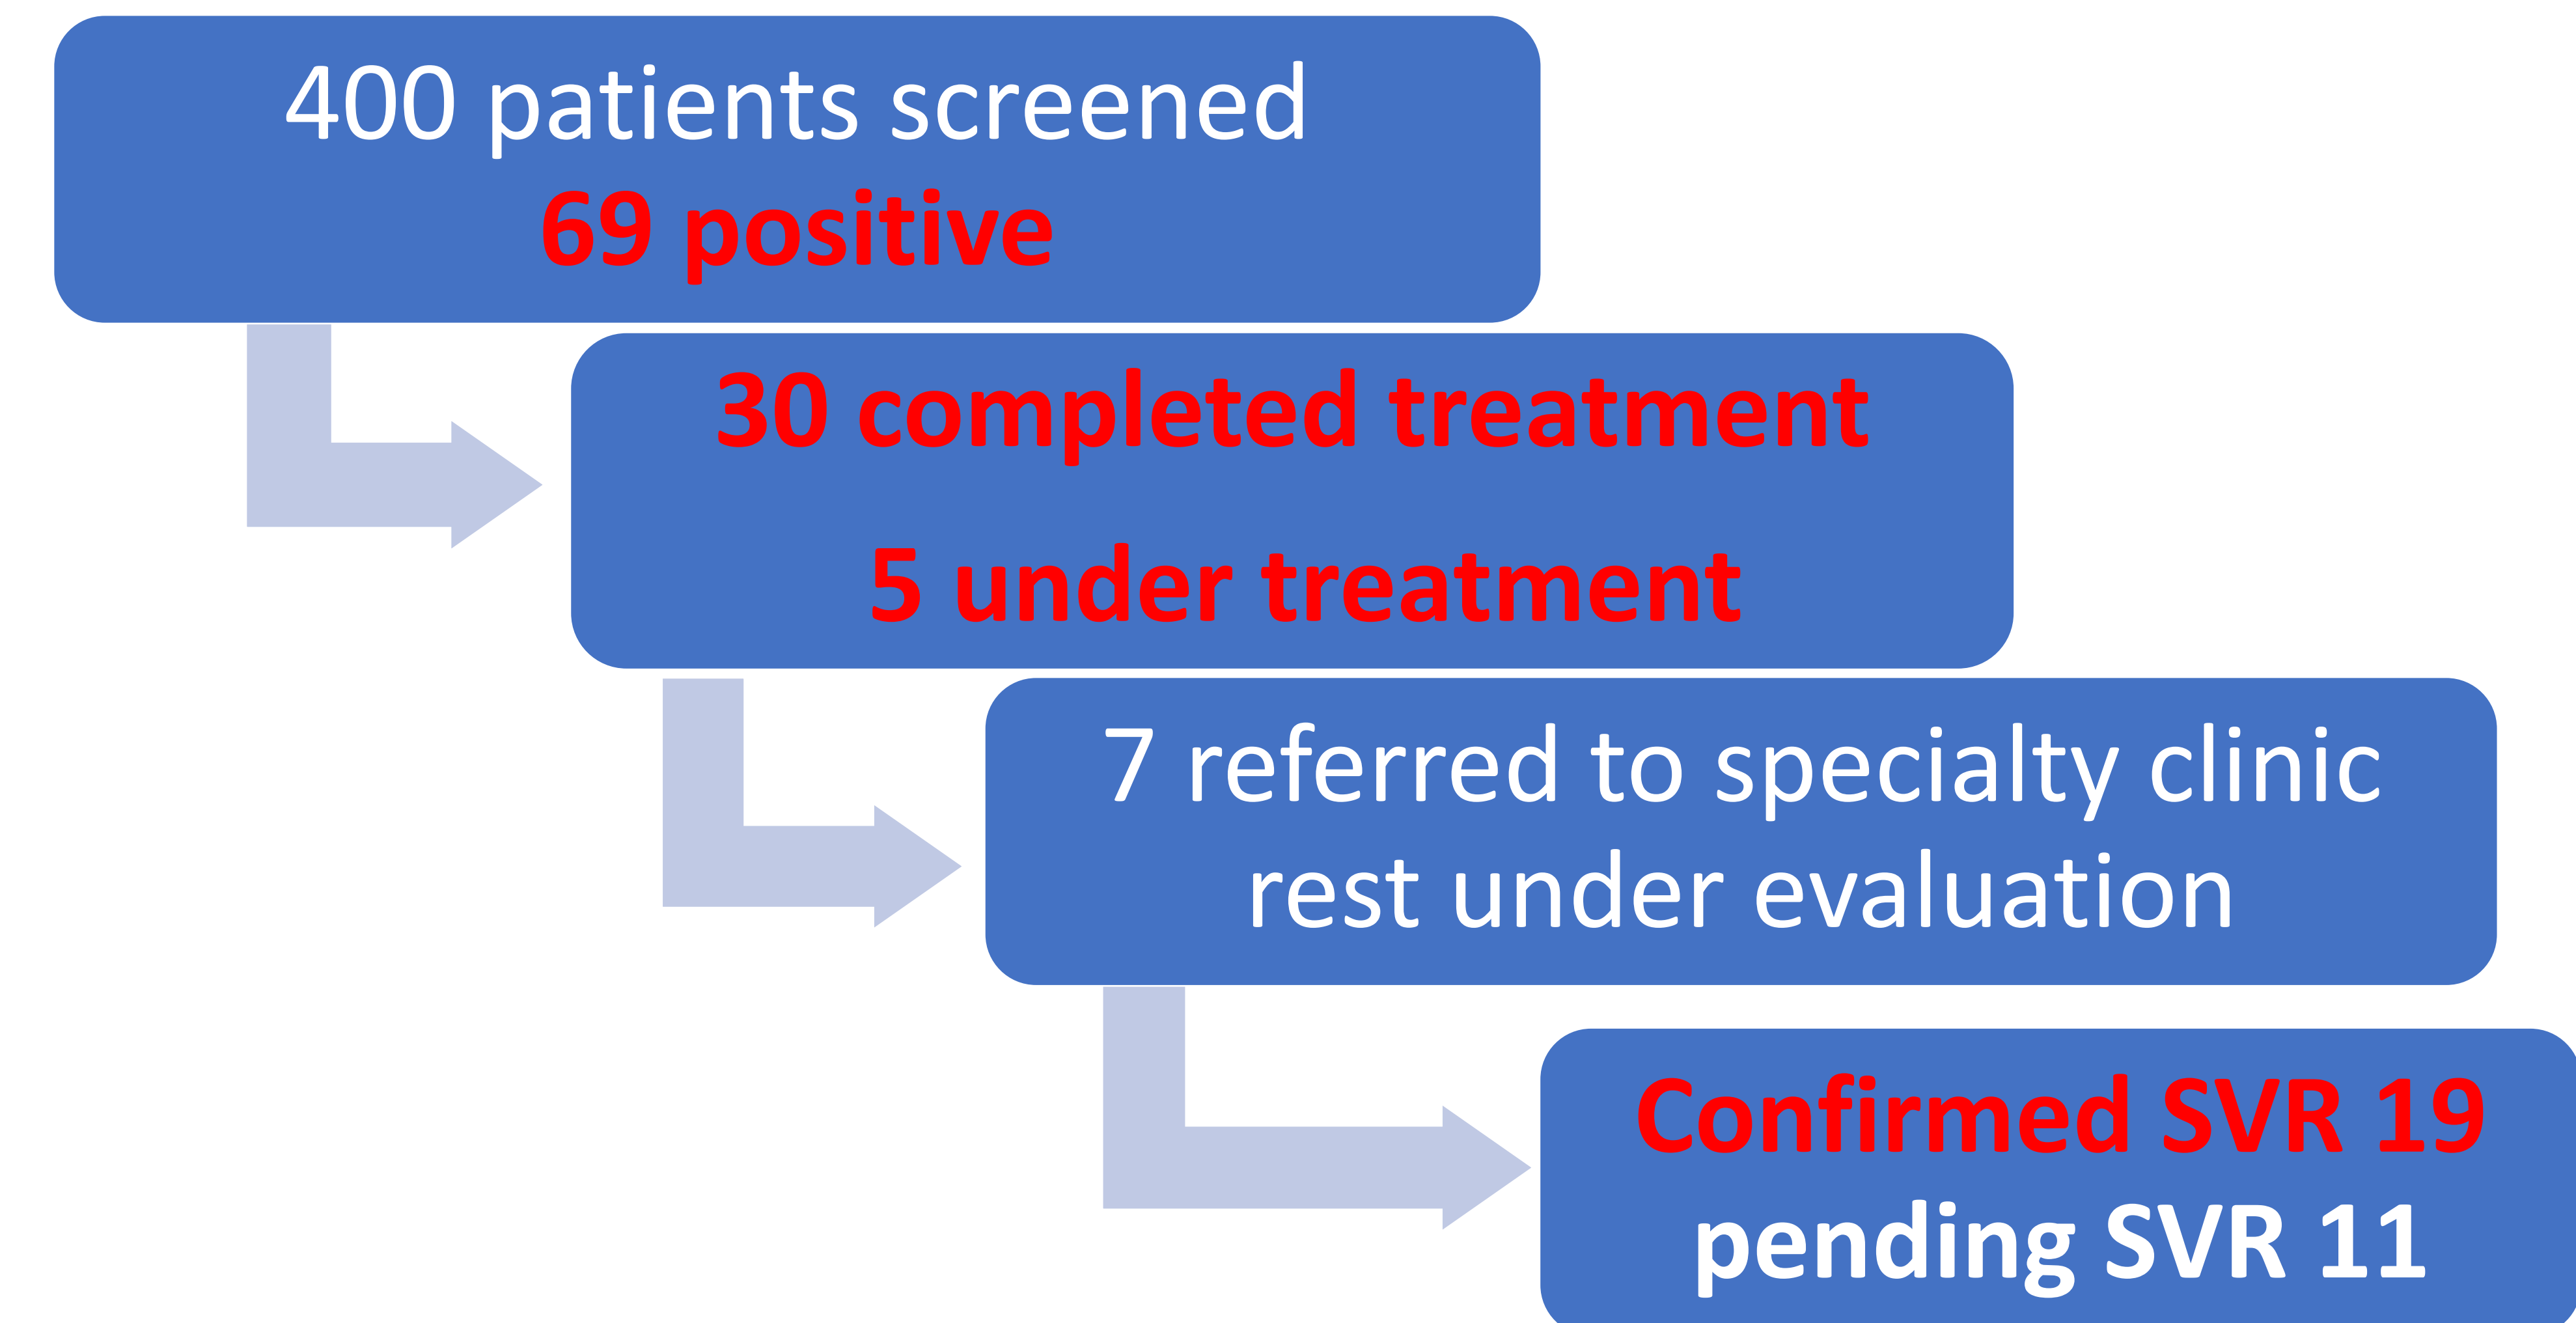 400 patients screened
69 positive
30 completed treatment
5 under treatment
7 referred to specialty clinic
rest under evaluation
Confirmed SVR 19
pending SVR 11